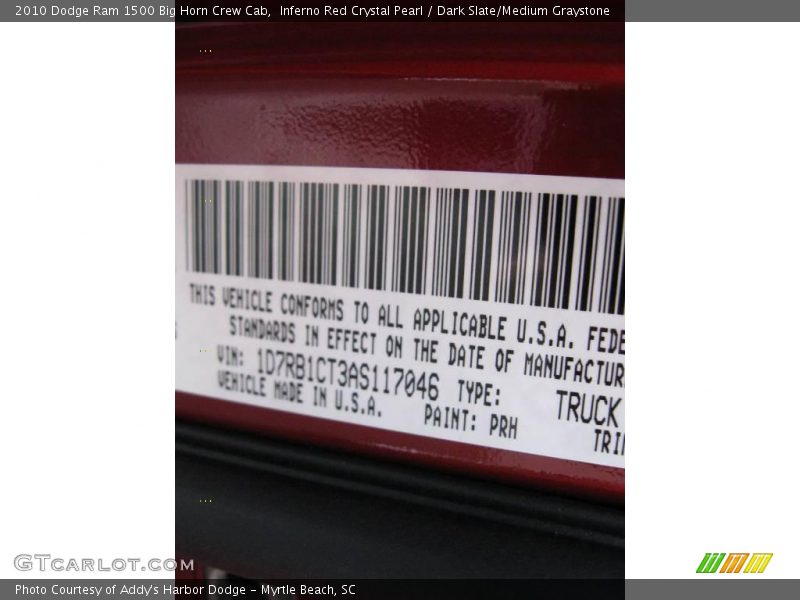 2010 Dodge Ram 1500 Big Horn Crew Cab,  Inferno Red Crystal Pearl / Dark Slate/Medium Graystone
THIS VEHICLE CONFORMS TO ALL APPLICABLE U.S.A. FEDE
STANDARDS IN EFFECT ON THE DATE OF MANUFACTUR
VIN: 1D7RB1CT3AS117046 TYPE: TRUCK
VEHICLE MADE IN U.S.A. PAINT: PRH TRI
GTCARLOT.COM™
Photo Courtesy of Addy's Harbor Dodge - Myrtle Beach, SC